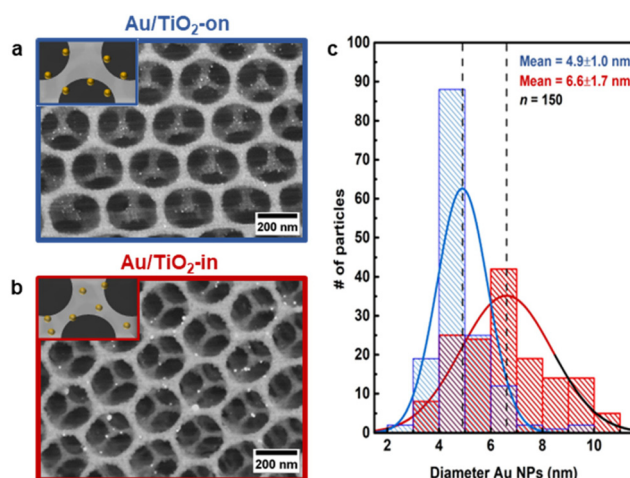 Au/TiO₂-on
a
200 nm
Au/TiO₂-in
b
200 nm
c
Mean = 4.9±1.0 nm
Mean = 6.6±1.7nm
n = 150
# of particles
100
90
80
70
60
50
40
30
20
10
0
2 4 6 8 10
Diameter Au NPs (nm)